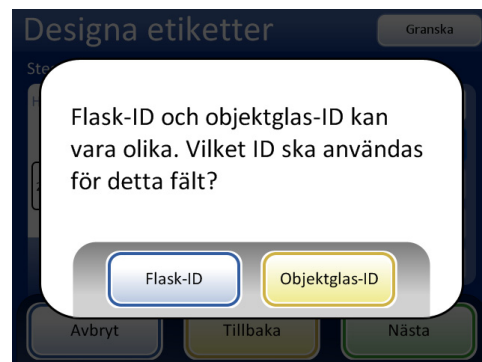 Designa etiketter
Granska
Ste
Flask-ID och objektglas-ID kan
vara olika. Vilket ID ska användas
för detta fält?
Flask-ID
Objektglas-ID
Avbryt
Tillbaka
Nästa